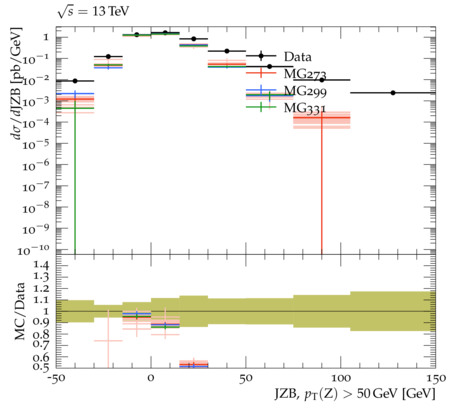 √s = 13 TeV
dσ/dJZB [pb/GeV]
1
10⁻¹
10⁻²
10⁻³
10⁻⁴
10⁻⁵
10⁻⁶
10⁻⁷
10⁻⁸
10⁻⁹
10⁻¹⁰
Data
MG273
MG299
MG331
MC/Data
1.4
1.3
1.2
1.1
1
0.9
0.8
0.7
0.6
0.5
-50 0 50 100 150
JZB, p_T(Z) > 50 GeV [GeV]